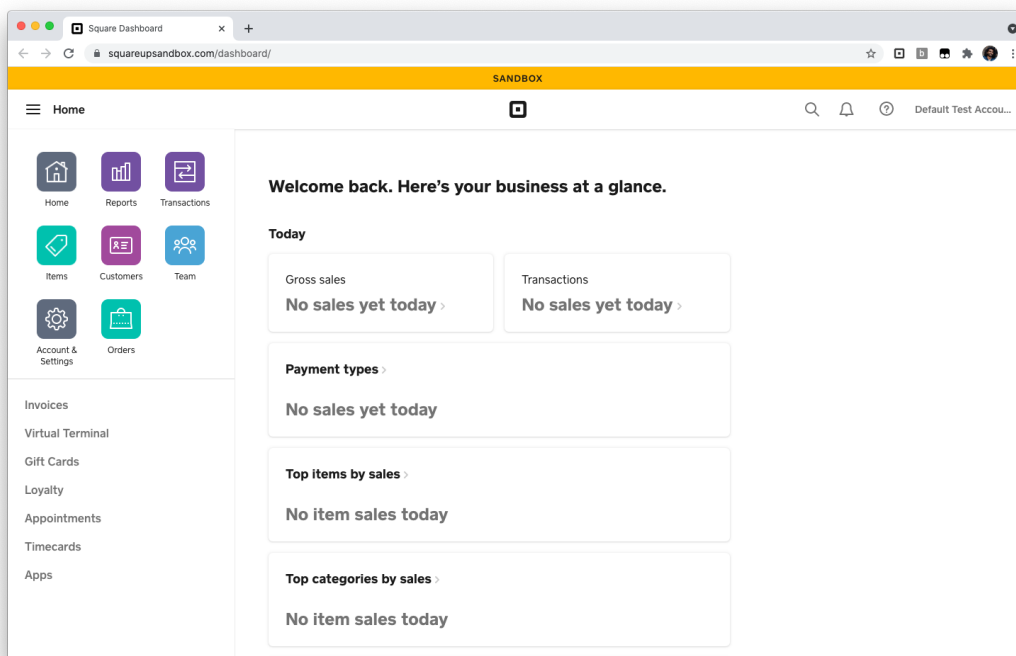 Square Dashboard
squareupsandbox.com/dashboard/
SANDBOX
Home
Default Test Accou...
Home Reports Transactions
Items Customers Team
Account & Settings Orders
Invoices
Virtual Terminal
Gift Cards
Loyalty
Appointments
Timecards
Apps
Welcome back. Here’s your business at a glance.
Today
Gross sales
No sales yet today
Transactions
No sales yet today
Payment types
No sales yet today
Top items by sales
No item sales today
Top categories by sales
No item sales today